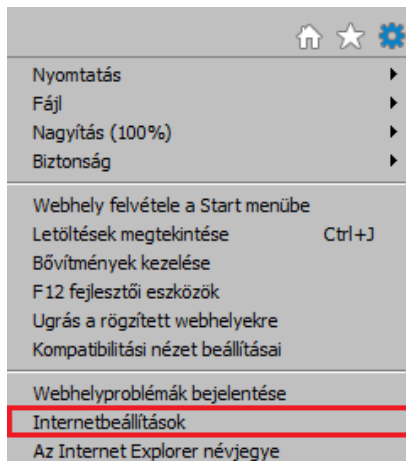 Nyomtatás
Fájl
Nagyítás (100%)
Biztonság
Webhely felvétele a Start menübe
Letöltések megtekintése Ctrl+J
Bővítmények kezelése
F12 fejlesztői eszközök
Ugrás a rögzített webhelyekre
Kompatibilitási nézet beállításai
Webhelyproblémák bejelentése
Internetbeállítások
Az Internet Explorer névjegye